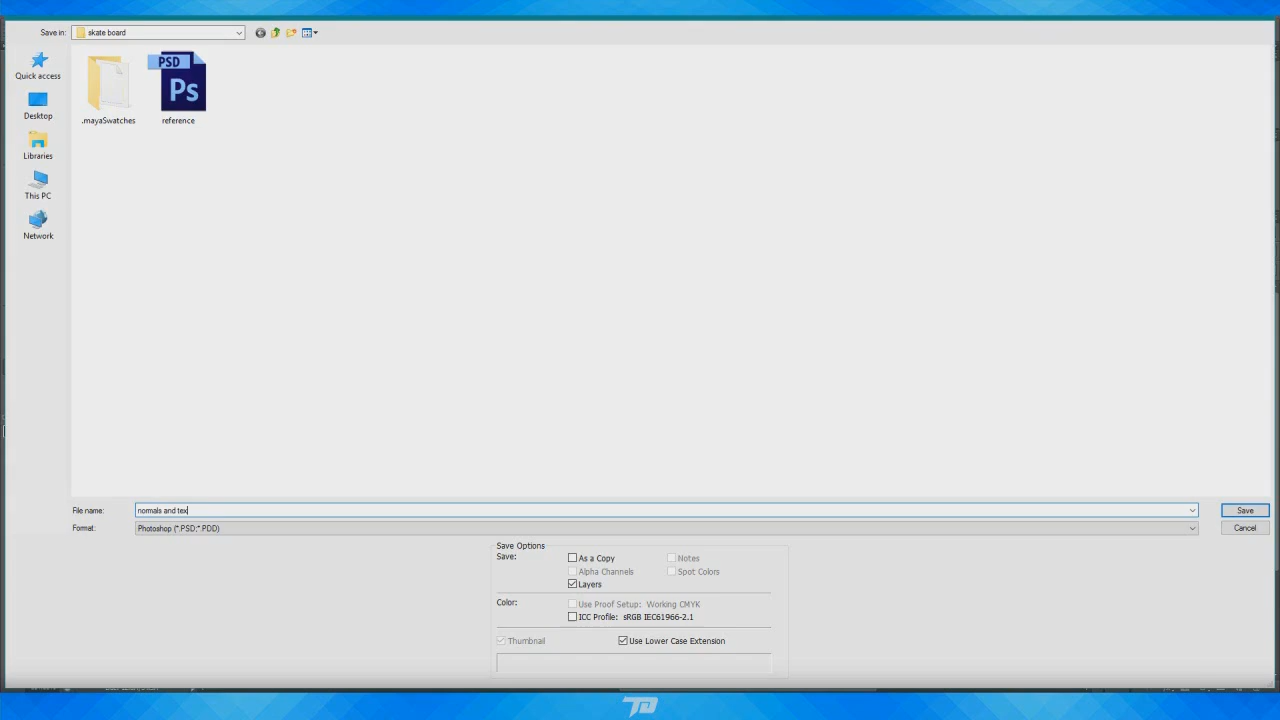 Save in: skate board
Quick access
Desktop
Libraries
This PC
Network
PSD
Ps
.mayaSwatches
reference
File name: normals and tex
Save
Format: Photoshop (*.PSD;*.PDD)
Cancel
Save Options
Save:
As a Copy
Notes
Alpha Channels
Spot Colors
Layers
Color:
Use Proof Setup: Working CMYK
ICC Profile: sRGB IEC61966-2.1
Thumbnail
Use Lower Case Extension